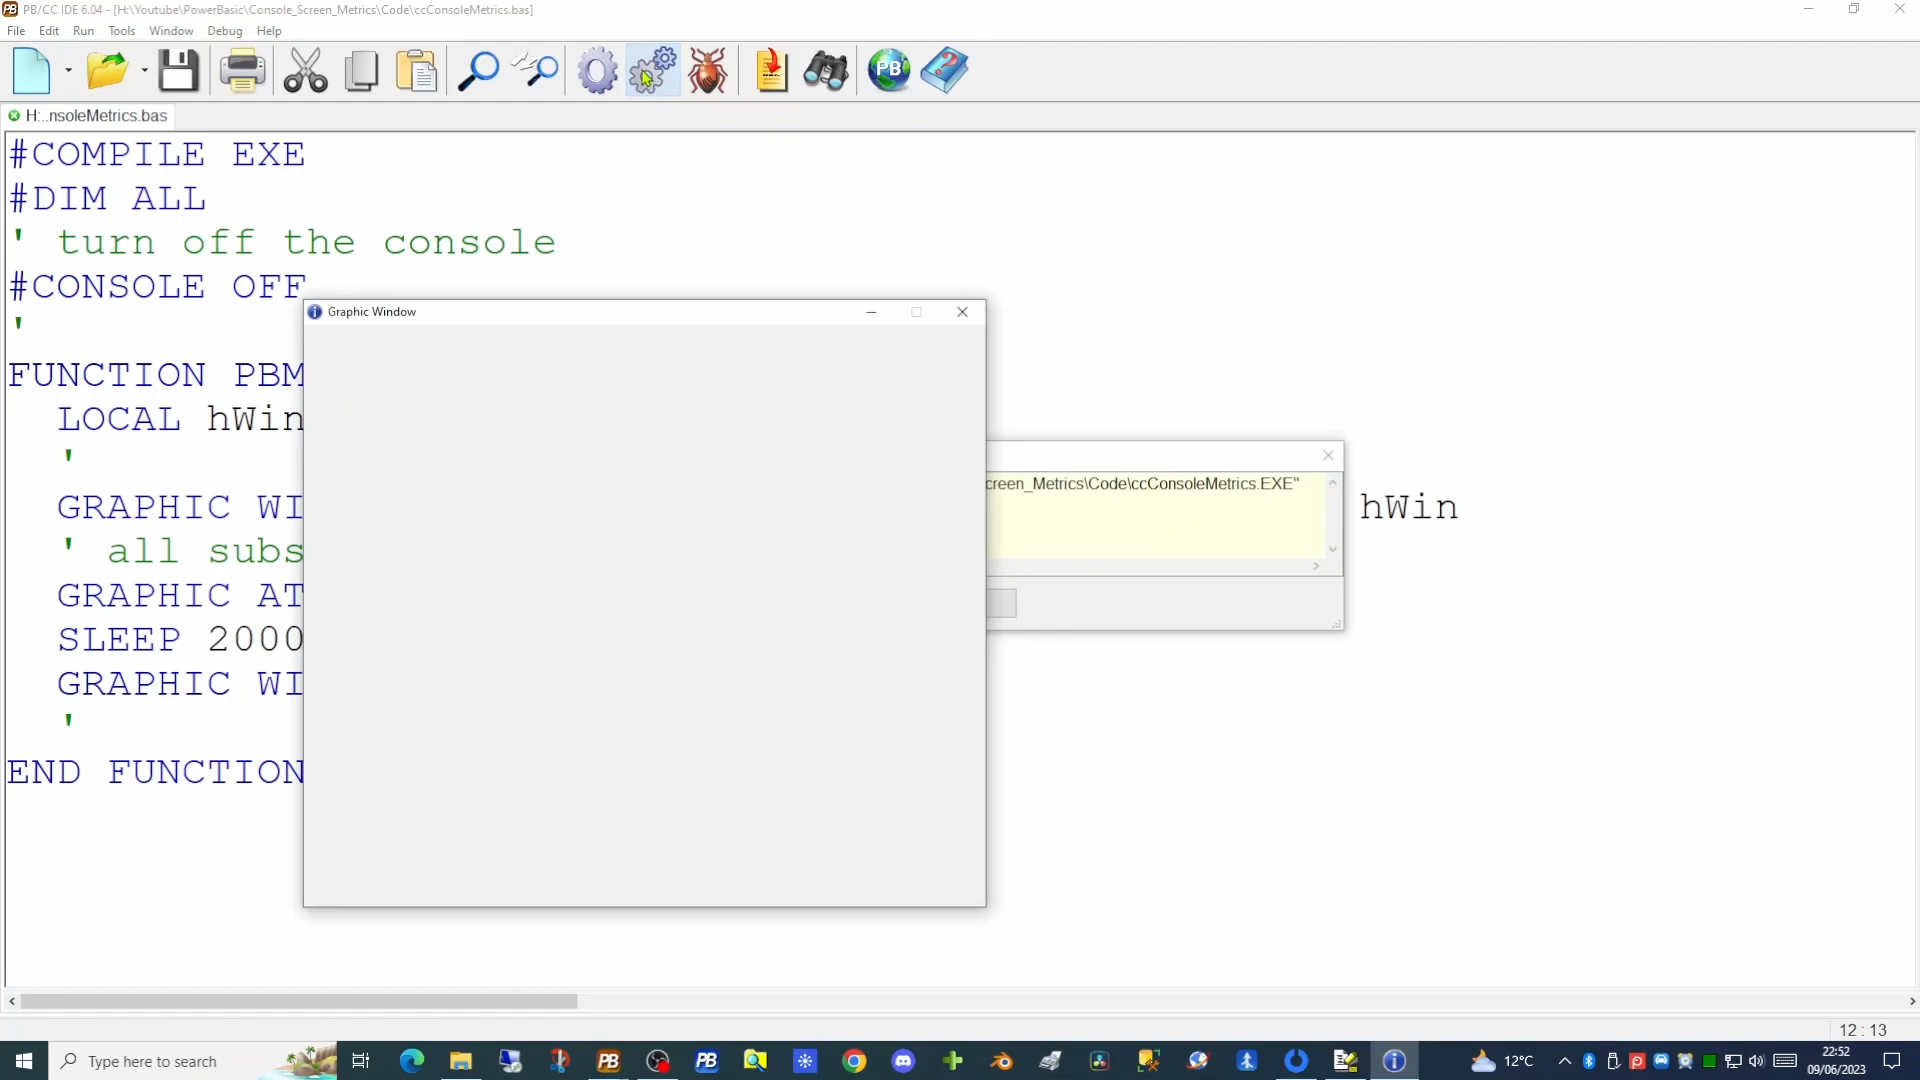 PB/CC IDE 6.04 - [H:\Youtube\PowerBasic\Console_Screen_Metrics\Code\ccConsoleMetrics.bas]
File Edit Run Tools Window Debug Help
H:..nsoleMetrics.bas
#COMPILE EXE
#DIM ALL
' turn off the console
#CONSOLE OFF
'
Graphic Window
FUNCTION PBM
LOCAL hWin
'
creen_Metrics\Code\ccConsoleMetrics.EXE"
GRAPHIC WI
hWin
' all subs
GRAPHIC AT
SLEEP 2000
GRAPHIC WI
'
END FUNCTION
12 : 13
Type here to search
12°C
22:52
09/06/2023